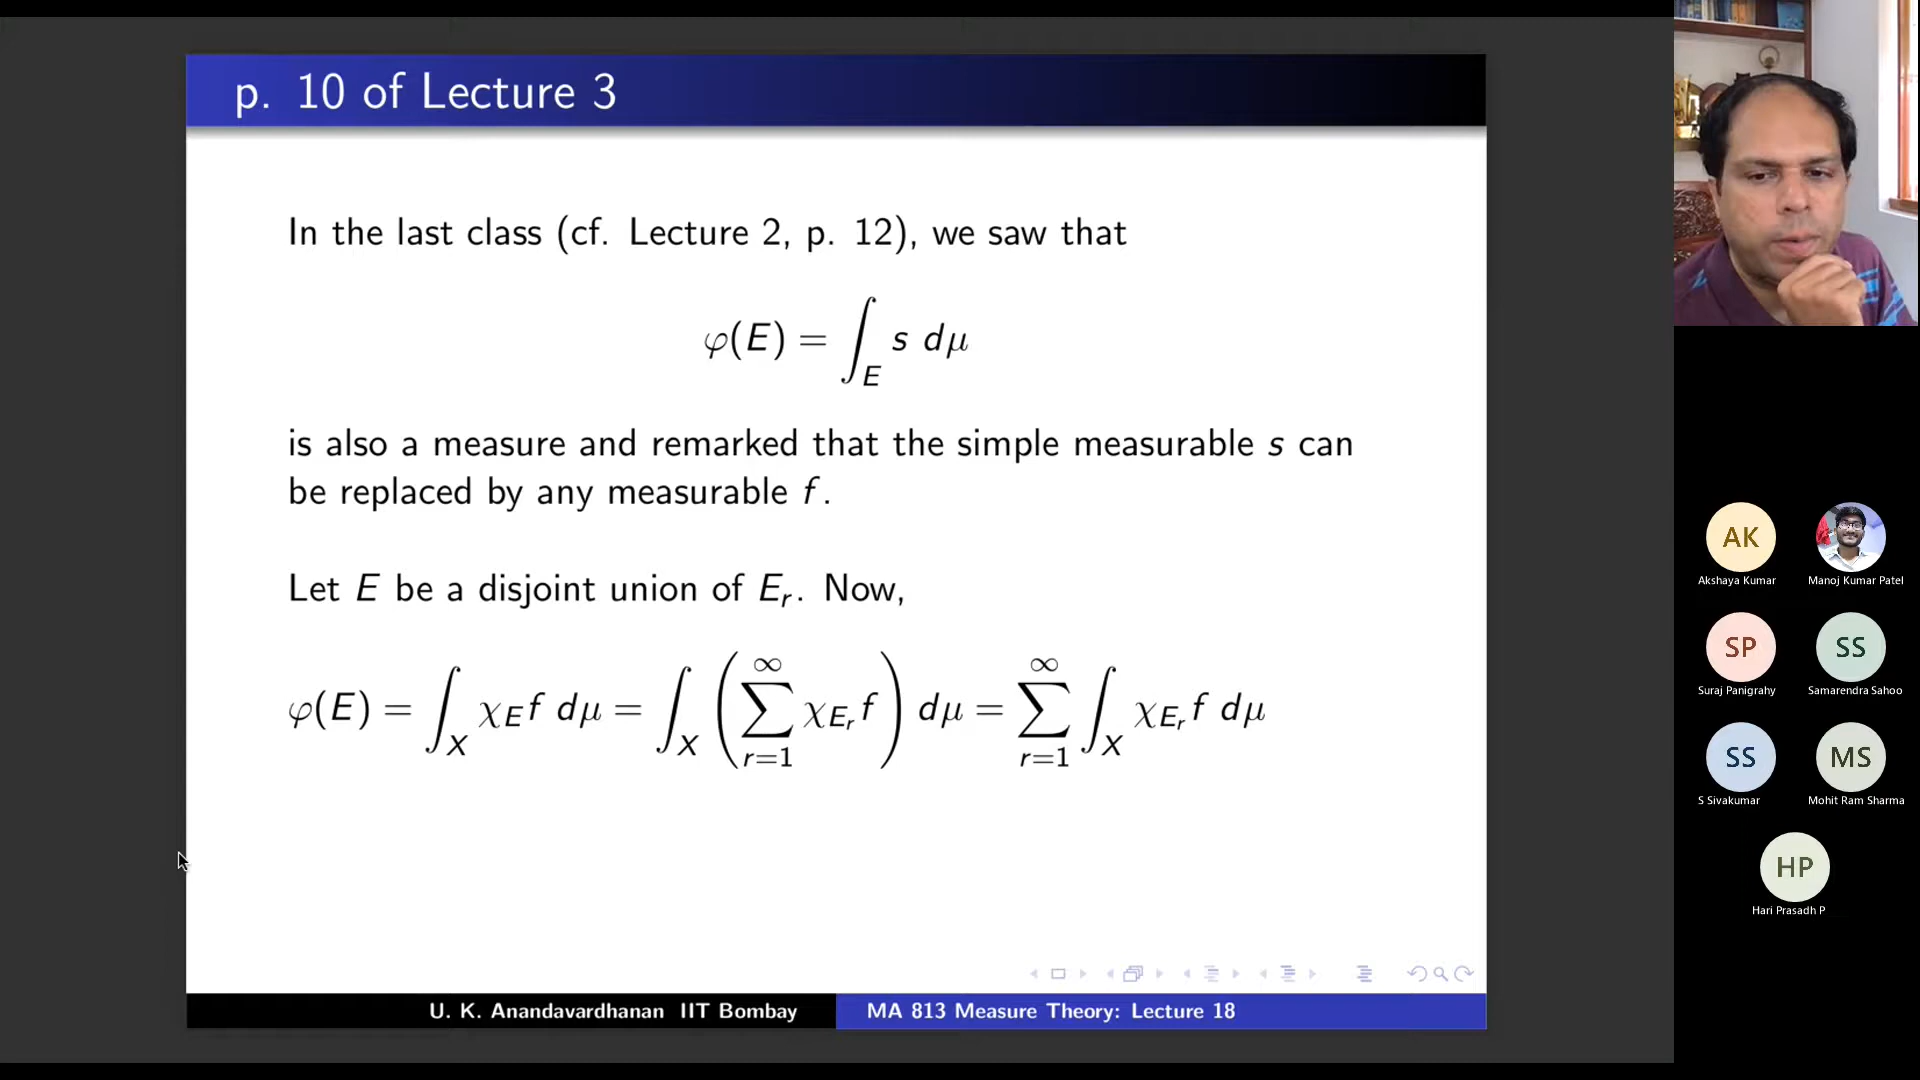 p. 10 of Lecture 3
In the last class (cf. Lecture 2, p. 12), we saw that
φ(E) = ∫_E s dμ
is also a measure and remarked that the simple measurable s can
be replaced by any measurable f.
Let E be a disjoint union of E_r. Now,
φ(E) = ∫_X χ_E f dμ = ∫_X (∑_{r=1}^∞ χ_{E_r} f) dμ = ∑_{r=1}^∞ ∫_X χ_{E_r} f dμ
U. K. Anandavardhanan IIT Bombay
MA 813 Measure Theory: Lecture 18
AK
Akshaya Kumar
Manoj Kumar Patel
SP
SS
Suraj Panigrahy
Samarendra Sahoo
SS
MS
S Sivakumar
Mohit Ram Sharma
HP
Hari Prasadh P